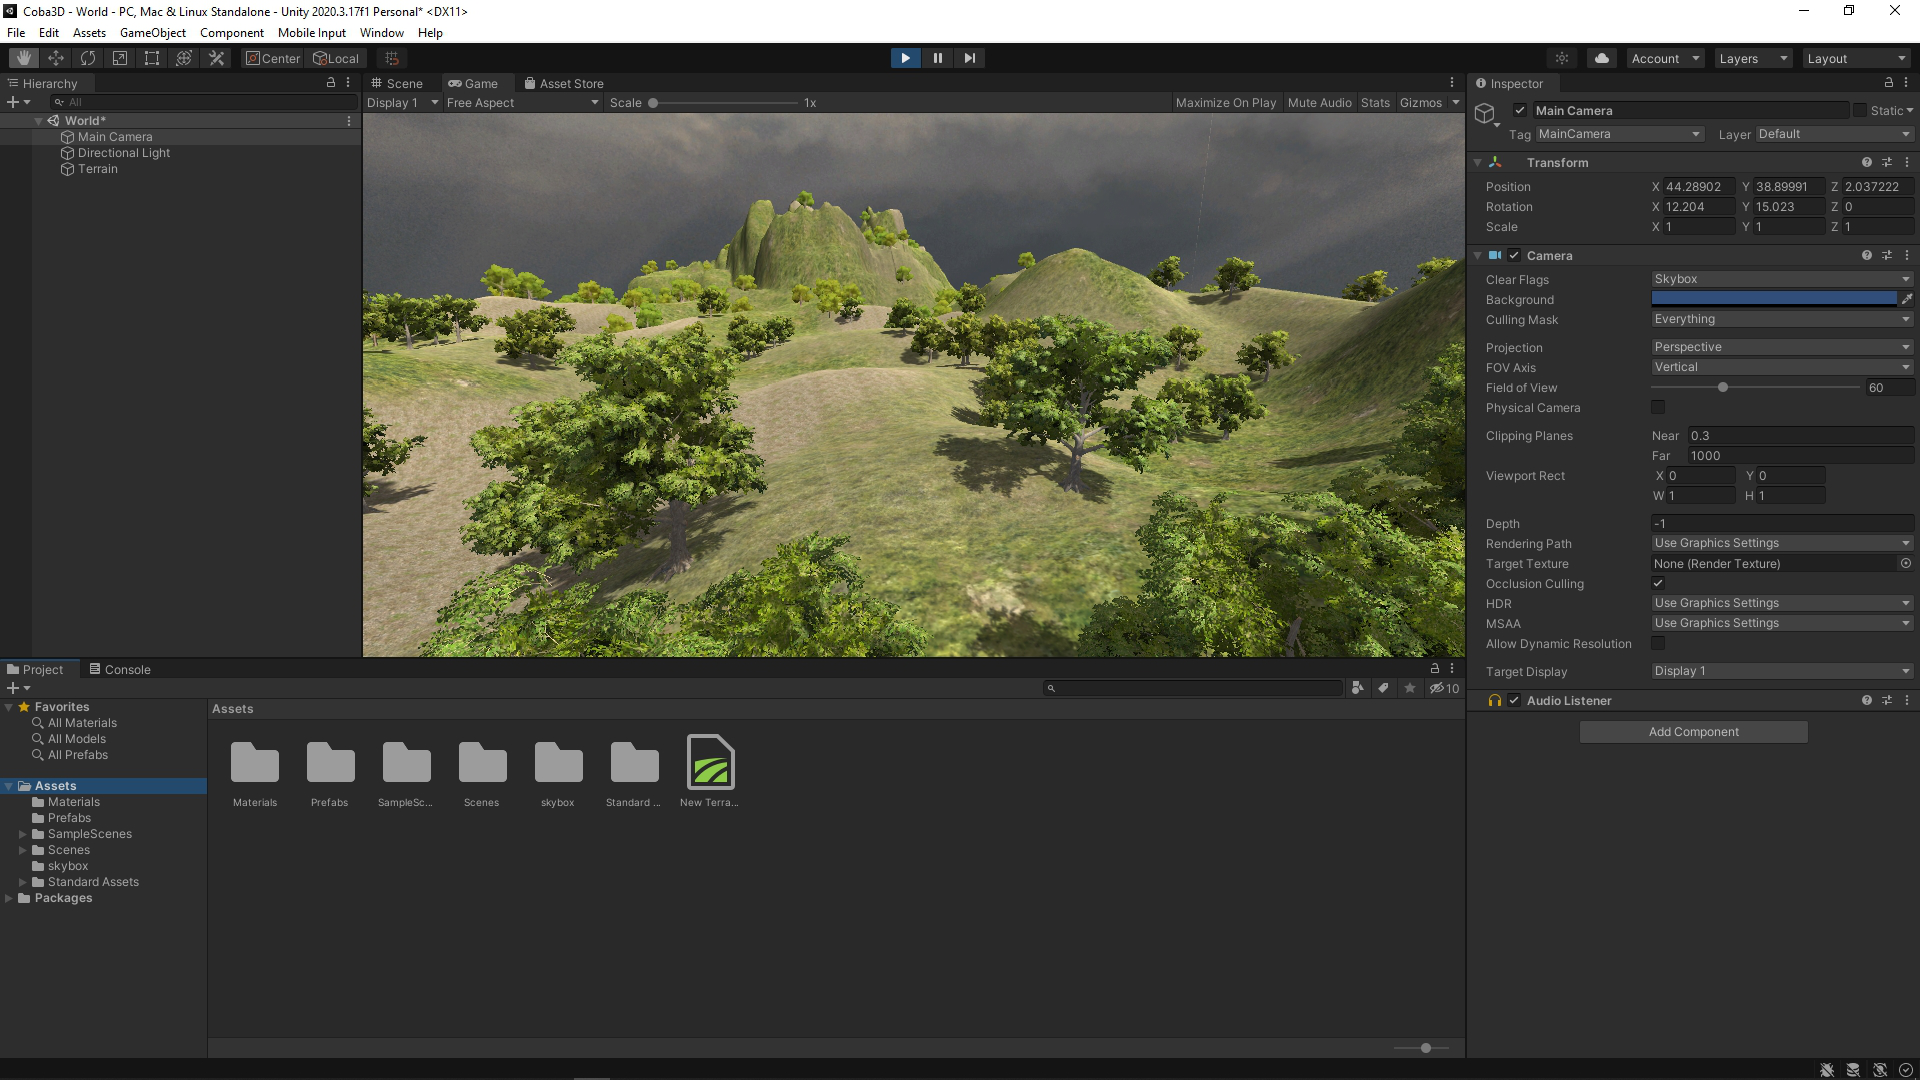 Coba3D - World - PC, Mac & Linux Standalone - Unity 2020.3.17f1 Personal* <DX11>
File Edit Assets GameObject Component Mobile Input Window Help
Center Local
Account Layers Layout
Hierarchy
All
World*
Main Camera
Directional Light
Terrain
Scene Game Asset Store
Display 1 Free Aspect Scale 1x Maximize On Play Mute Audio Stats Gizmos
Inspector
Main Camera Static
Tag MainCamera Layer Default
Transform
Position X 44.28902 Y 38.89991 Z 2.037222
Rotation X 12.204 Y 15.023 Z 0
Scale X 1 Y 1 Z 1
Camera
Clear Flags Skybox
Background
Culling Mask Everything
Projection Perspective
FOV Axis Vertical
Field of View 60
Physical Camera
Clipping Planes Near 0.3
Far 1000
Viewport Rect X 0 Y 0
W 1 H 1
Depth -1
Rendering Path Use Graphics Settings
Target Texture None (Render Texture)
Occlusion Culling
HDR Use Graphics Settings
MSAA Use Graphics Settings
Allow Dynamic Resolution
Target Display Display 1
Audio Listener
Add Component
Project Console
10
Favorites
All Materials
All Models
All Prefabs
Assets
Materials
Prefabs
SampleScenes
Scenes
skybox
Standard Assets
Packages
Assets
Materials Prefabs SampleSc... Scenes skybox Standard ... New Terra...